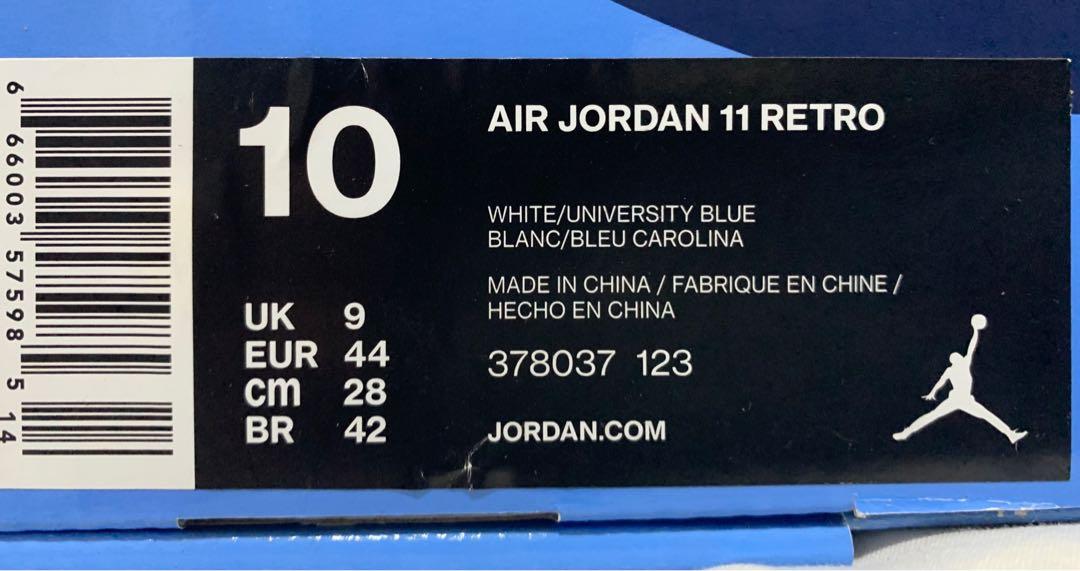 6 66003 57598 5 14
10
UK 9
EUR 44
cm 28
BR 42
AIR JORDAN 11 RETRO
WHITE/UNIVERSITY BLUE
BLANC/BLEU CAROLINA
MADE IN CHINA / FABRIQUE EN CHINE /
HECHO EN CHINA
378037 123
JORDAN.COM